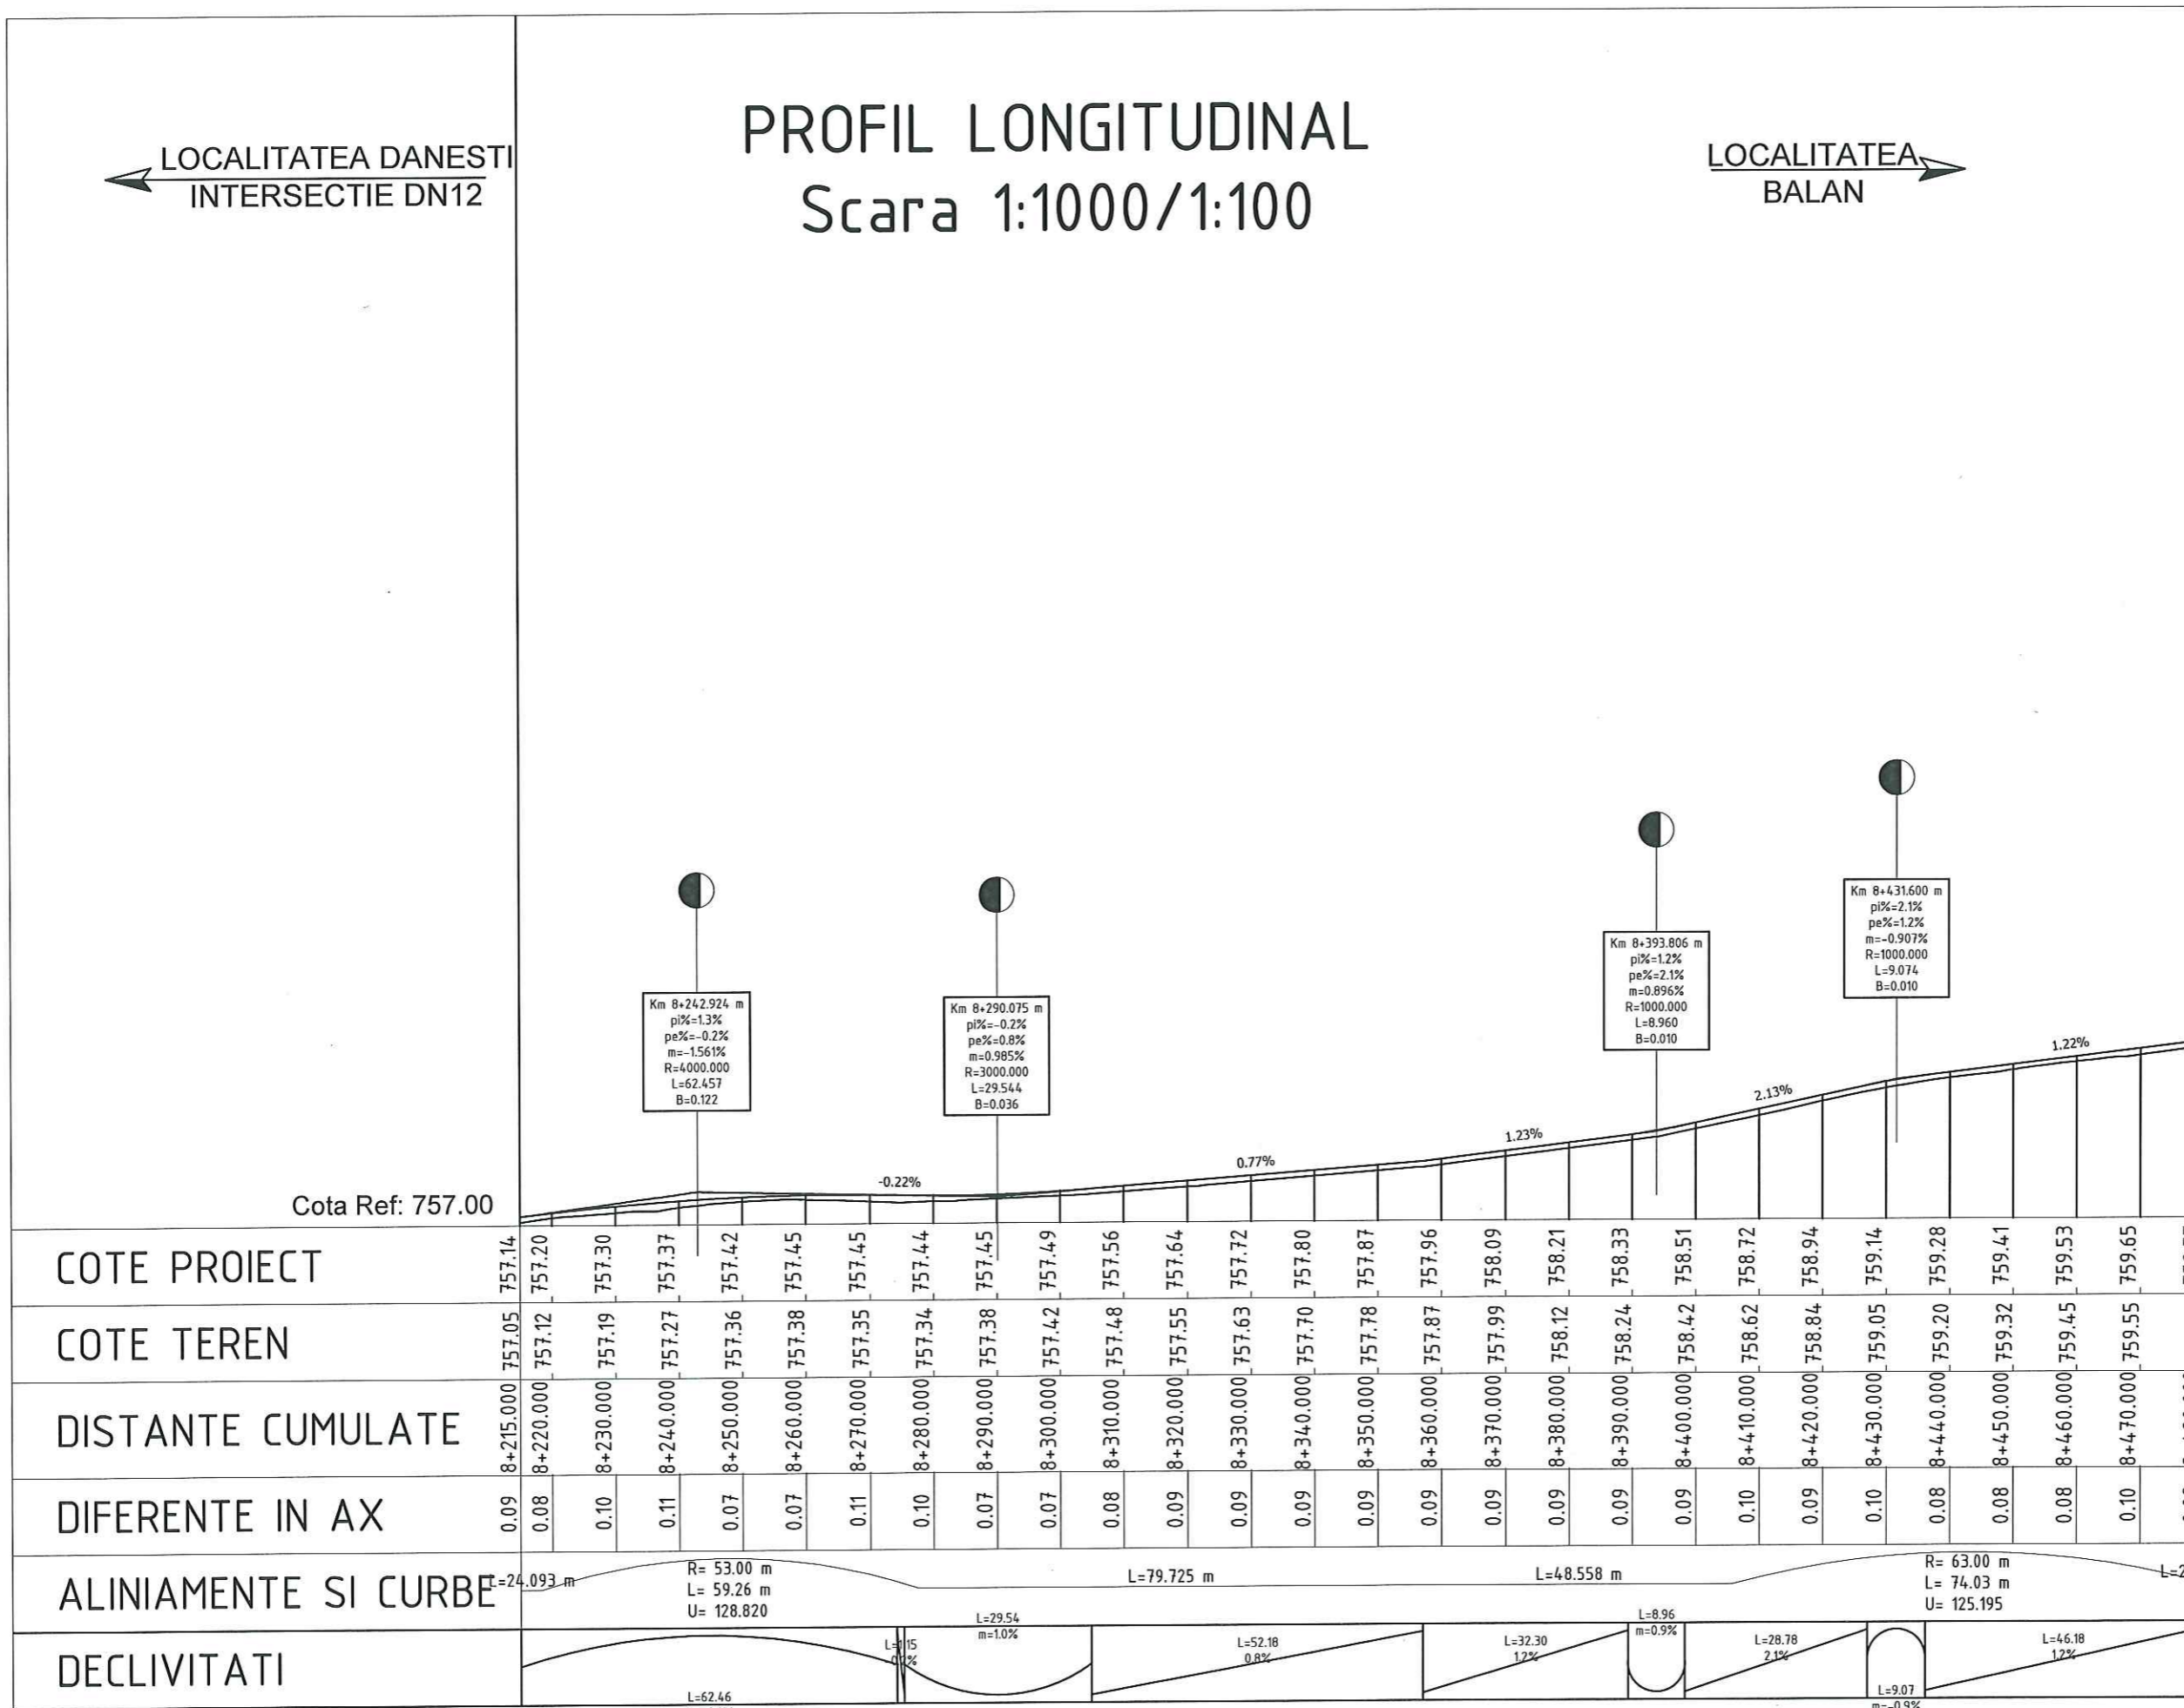 PROFIL LONGITUDINAL
Scara 1:1000/1:100
LOCALITATEA DANESTI
INTERSECTIE DN12
LOCALITATEA
BALAN
Km 8+242.924 m
pi%=1.3%
pe%=-0.2%
m=-1.561%
R=4000.000
L=62.457
B=0.122
Km 8+290.075 m
pi%=-0.2%
pe%=0.8%
m=0.985%
R=3000.000
L=29.544
B=0.036
Km 8+393.806 m
pi%=1.2%
pe%=2.1%
m=0.896%
R=1000.000
L=8.960
B=0.010
Km 8+431.600 m
pi%=2.1%
pe%=1.2%
m=-0.907%
R=1000.000
L=9.074
B=0.010
-0.22% 0.77% 1.23% 2.13% 1.22%
Cota Ref: 757.00
COTE PROIECT 757.14 757.20 757.30 757.37 757.42 757.45 757.45 757.44 757.45 757.49 757.56 757.64 757.72 757.80 757.87 757.96 758.09 758.21 758.33 758.51 758.72 758.94 759.14 759.28 759.41 759.53 759.65
COTE TEREN 757.05 757.12 757.19 757.27 757.36 757.38 757.35 757.34 757.38 757.42 757.48 757.55 757.63 757.70 757.78 757.87 757.99 758.12 758.24 758.42 758.62 758.84 759.05 759.20 759.32 759.45 759.55
DISTANTE CUMULATE 8+215.000 8+220.000 8+230.000 8+240.000 8+250.000 8+260.000 8+270.000 8+280.000 8+290.000 8+300.000 8+310.000 8+320.000 8+330.000 8+340.000 8+350.000 8+360.000 8+370.000 8+380.000 8+390.000 8+400.000 8+410.000 8+420.000 8+430.000 8+440.000 8+450.000 8+460.000 8+470.000
DIFERENTE IN AX 0.09 0.08 0.10 0.11 0.07 0.07 0.11 0.10 0.07 0.07 0.08 0.09 0.09 0.09 0.09 0.09 0.09 0.09 0.09 0.09 0.10 0.09 0.10 0.08 0.08 0.08 0.10
ALINIAMENTE SI CURBE
L=24.093 m
R= 53.00 m
L= 59.26 m
U= 128.820
L=79.725 m
L=48.558 m
R= 63.00 m
L= 74.03 m
U= 125.195
DECLIVITATI
L=62.46
L=29.54
m=1.0%
L=52.18
0.8%
L=32.30
1.2%
L=8.96
m=0.9%
L=28.78
2.1%
L=9.07
m=-0.9%
L=46.18
1.2%